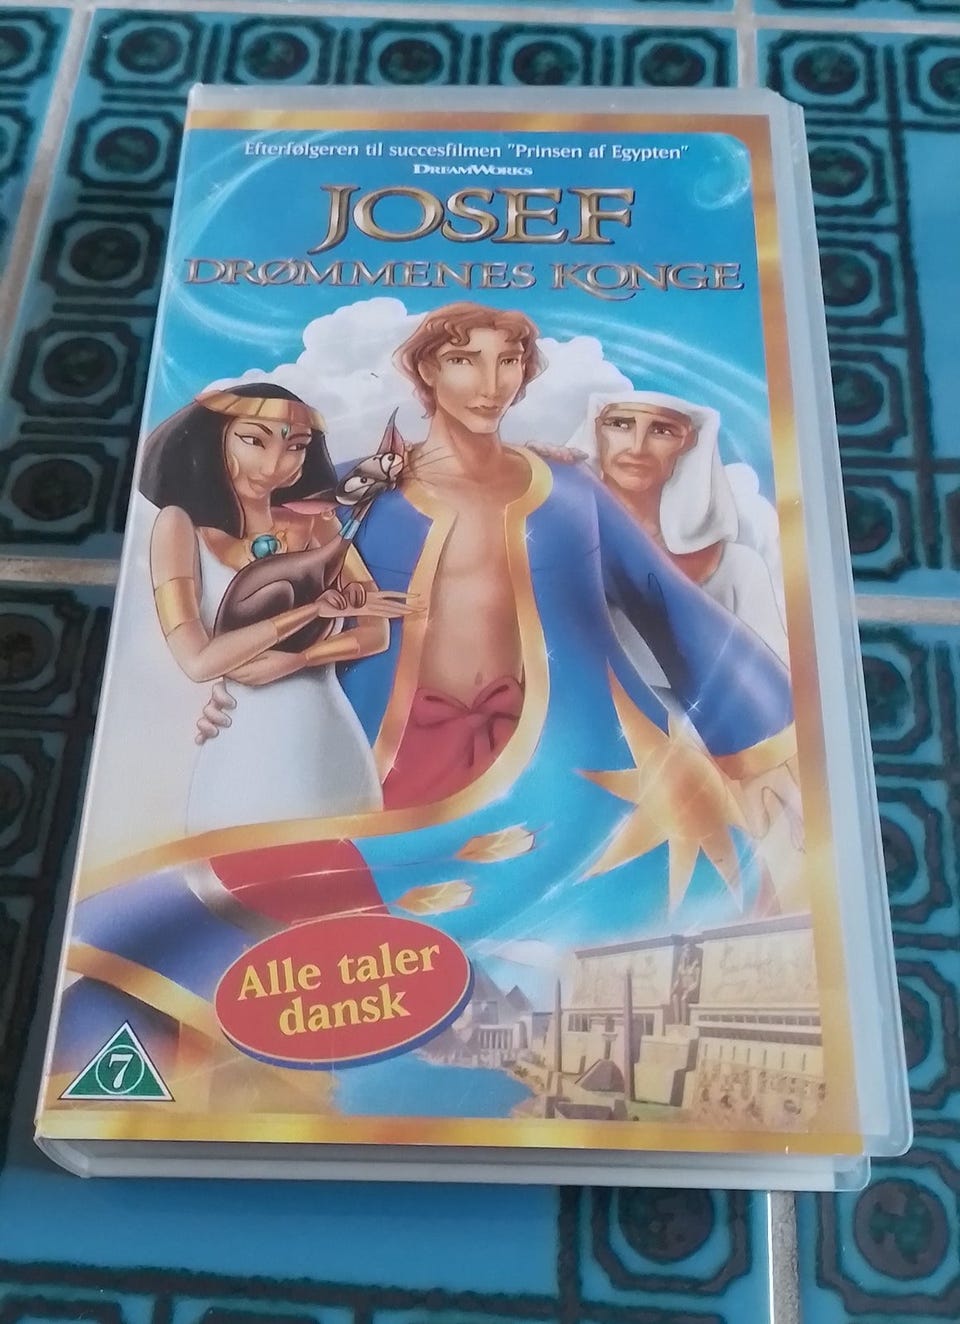 Efterfølgeren til succesfilmen "Prinsen af Egypten"
DREAMWORKS
JOSEF
DRØMMENES KONGE
Alle taler
dansk
7